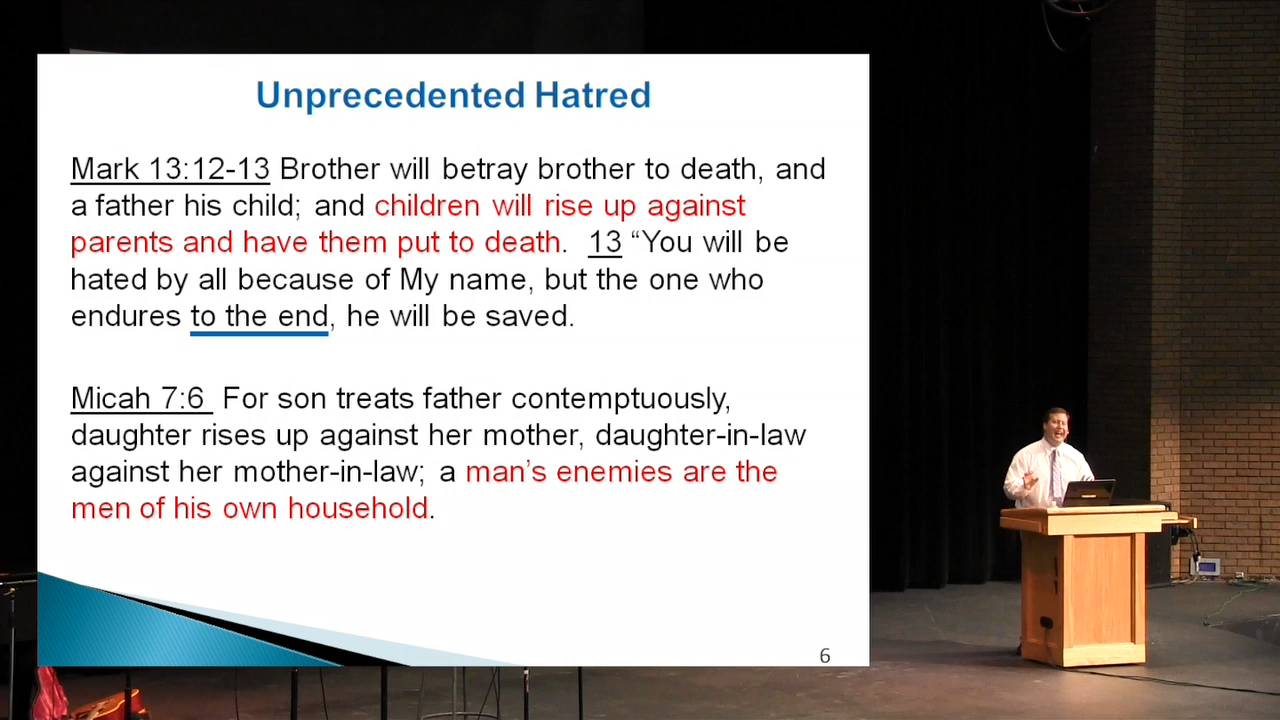 Unprecedented Hatred
Mark 13:12-13 Brother will betray brother to death, and
a father his child; and children will rise up against
parents and have them put to death. 13 “You will be
hated by all because of My name, but the one who
endures to the end, he will be saved.
Micah 7:6 For son treats father contemptuously,
daughter rises up against her mother, daughter-in-law
against her mother-in-law; a man’s enemies are the
men of his own household.
6